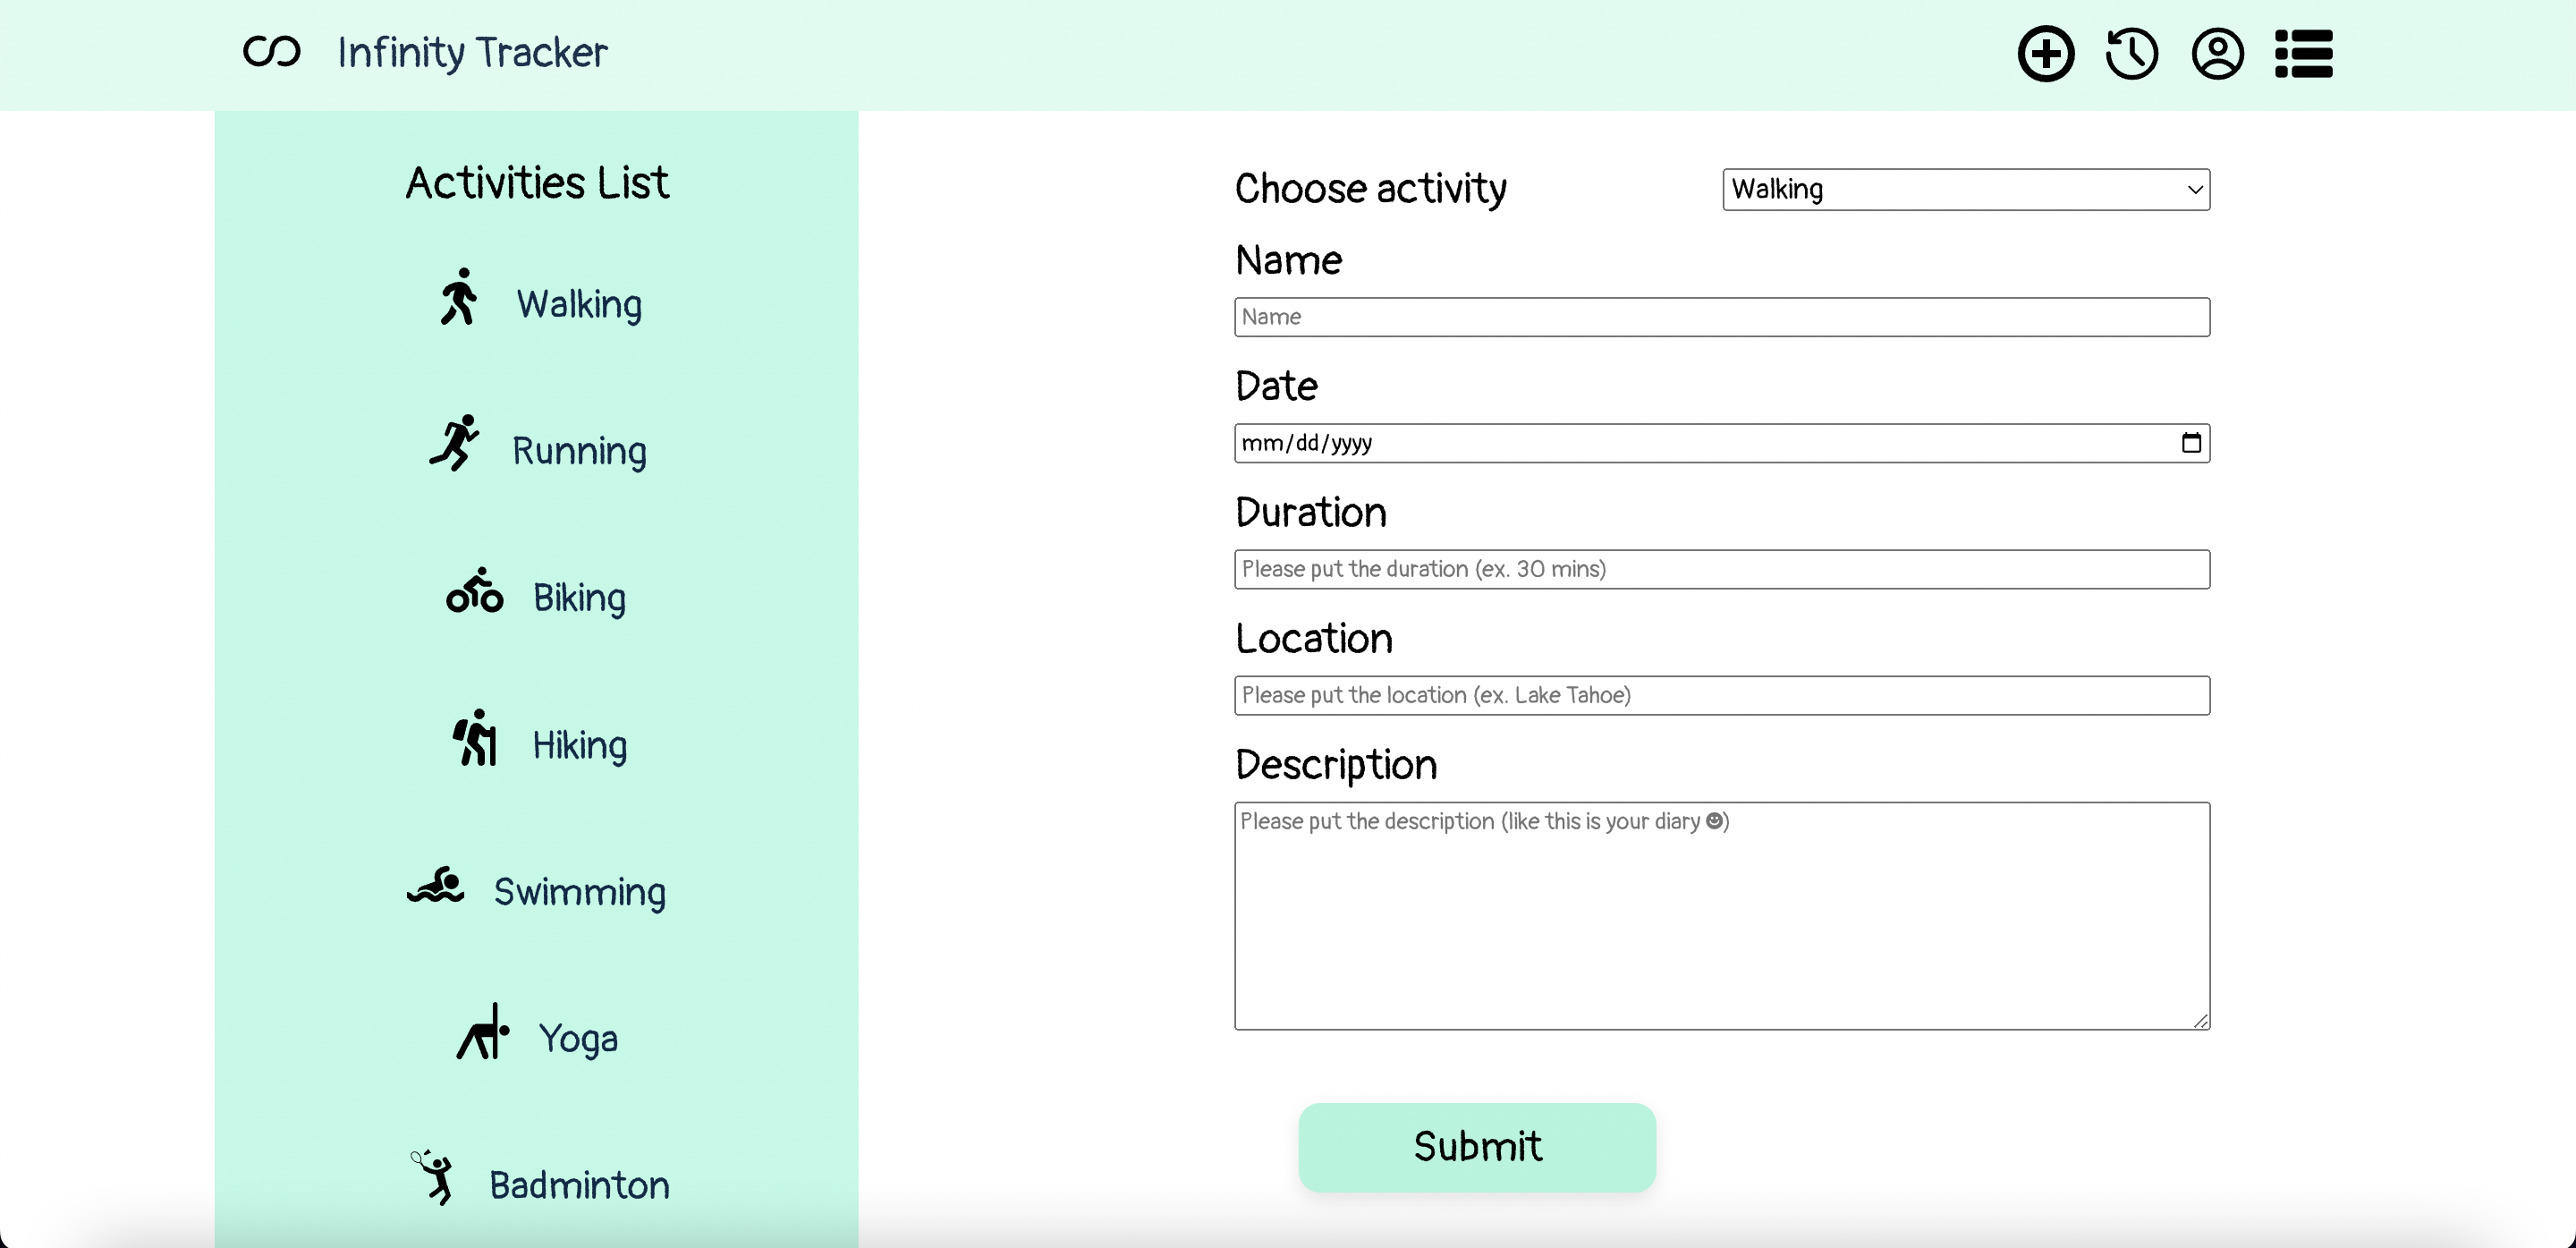 Infinity Tracker
Activities List
Walking
Running
Biking
Hiking
Swimming
Yoga
Badminton
Choose activity
Walking
Name
Name
Date
mm/dd/yyyy
Duration
Please put the duration (ex. 30 mins)
Location
Please put the location (ex. Lake Tahoe)
Description
Please put the description (like this is your diary ☻)
Submit